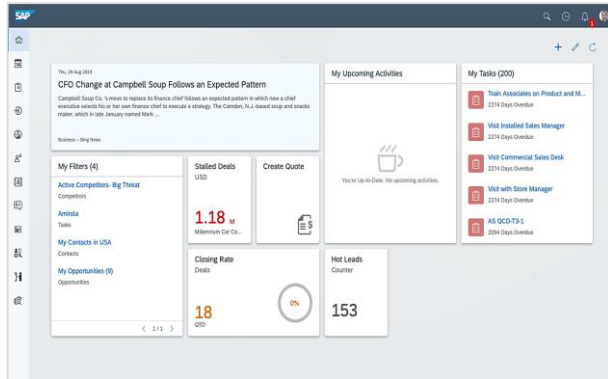 SAP
1
Thu, 29 Aug 2019
CFO Change at Campbell Soup Follows an Expected Pattern
Campbell Soup Co. 's move to replace its finance chief follows an expected pattern in which new a chief
executive selects his or her own finance chief to execute a strategy. The Camden, N.J.-based soup and snacks
maker, which in late January named Mark ...
Business – Bing News
My Upcoming Activities
You're Up-to-Date. No upcoming activities.
My Tasks (200)
Train Associates on Product and M...
2274 Days Overdue
Visit Installed Sales Manager
2274 Days Overdue
Visit Commercial Sales Desk
2274 Days Overdue
Visit with Store Manager
2274 Days Overdue
AS QCD-T3-1
2094 Days Overdue
My Filters (4)
Active Competitors- Big Threat
Competitors
Amirola
Tasks
My Contacts in USA
Contacts
My Opportunities (9)
Opportunities
1/1
Stalled Deals
USD
1.18 M
Millennium Car Co...
Create Quote
$
Closing Rate
Deals
18
QTD
0%
Hot Leads
Counter
153